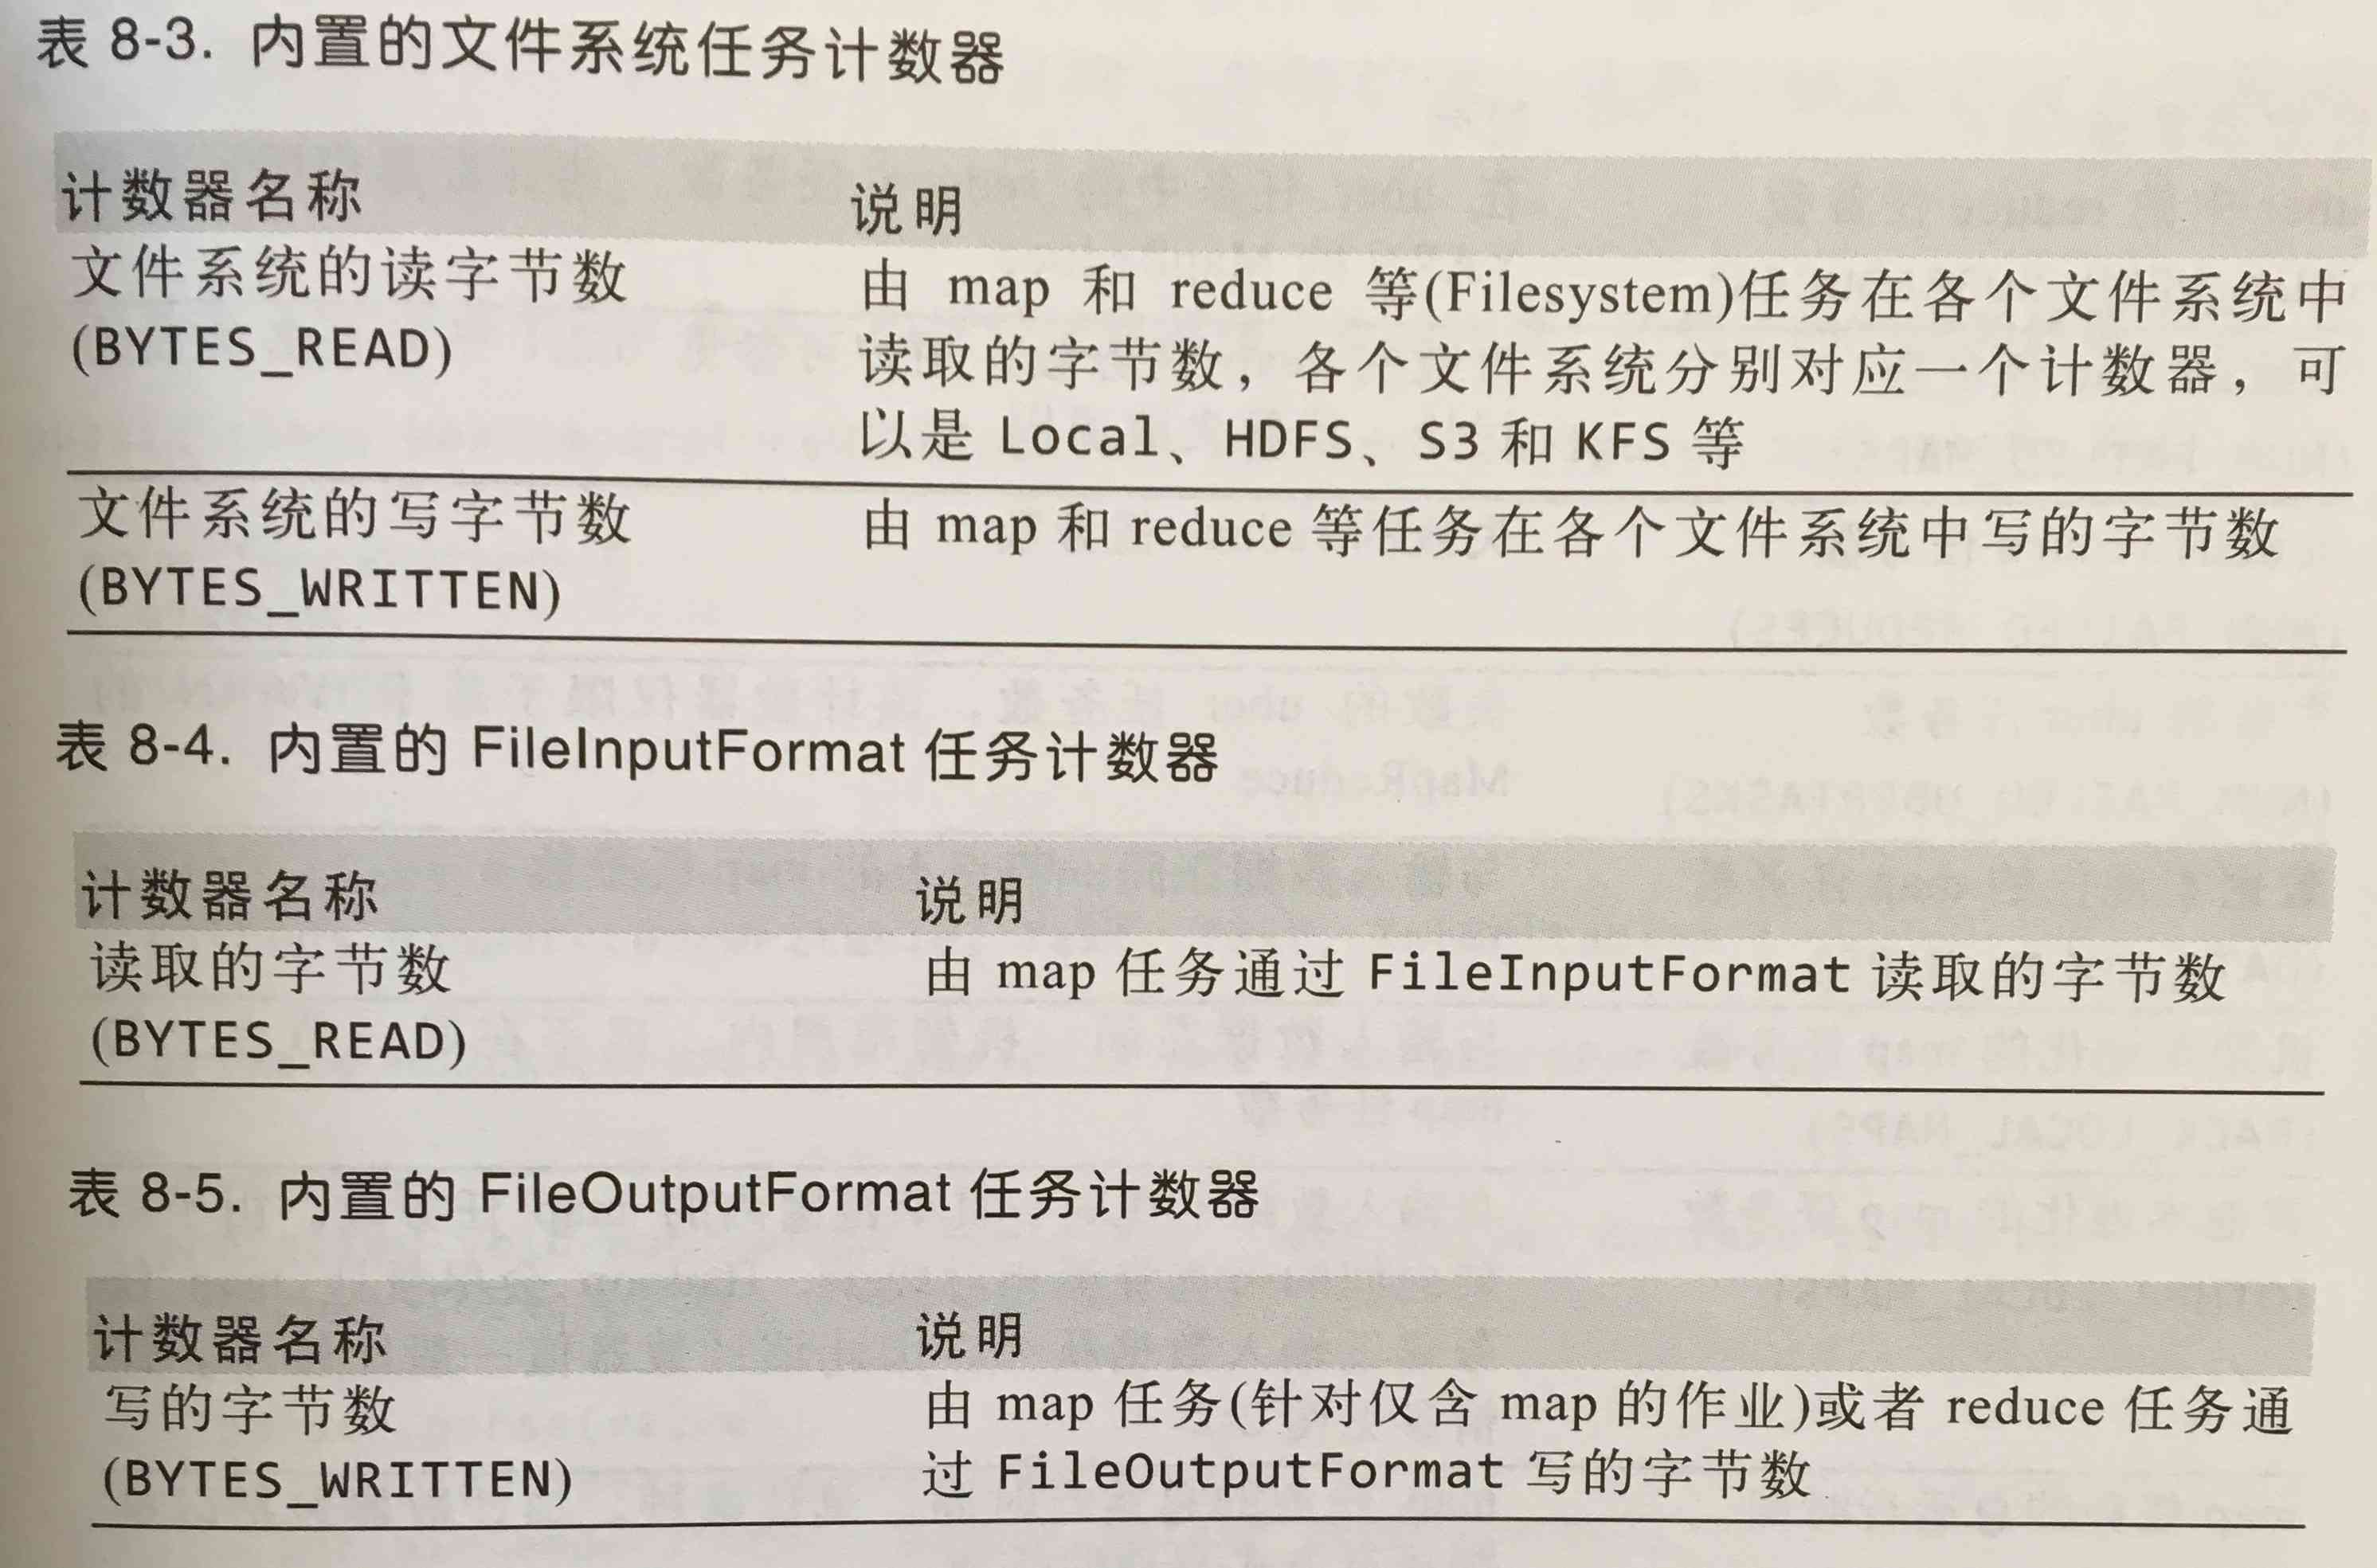 表 8-3. 内置的文件系统任务计数器
计数器名称 说明
文件系统的读字节数
(BYTES_READ)
由 map 和 reduce 等(Filesystem)任务在各个文件系统中
读取的字节数，各个文件系统分别对应一个计数器，可
以是 Local、HDFS、S3 和 KFS 等
文件系统的写字节数
(BYTES_WRITTEN)
由 map 和 reduce 等任务在各个文件系统中写的字节数
表 8-4. 内置的 FileInputFormat 任务计数器
计数器名称 说明
读取的字节数
(BYTES_READ)
由 map 任务通过 FileInputFormat 读取的字节数
表 8-5. 内置的 FileOutputFormat 任务计数器
计数器名称 说明
写的字节数
(BYTES_WRITTEN)
由 map 任务(针对仅含 map 的作业)或者 reduce 任务通
过 FileOutputFormat 写的字节数